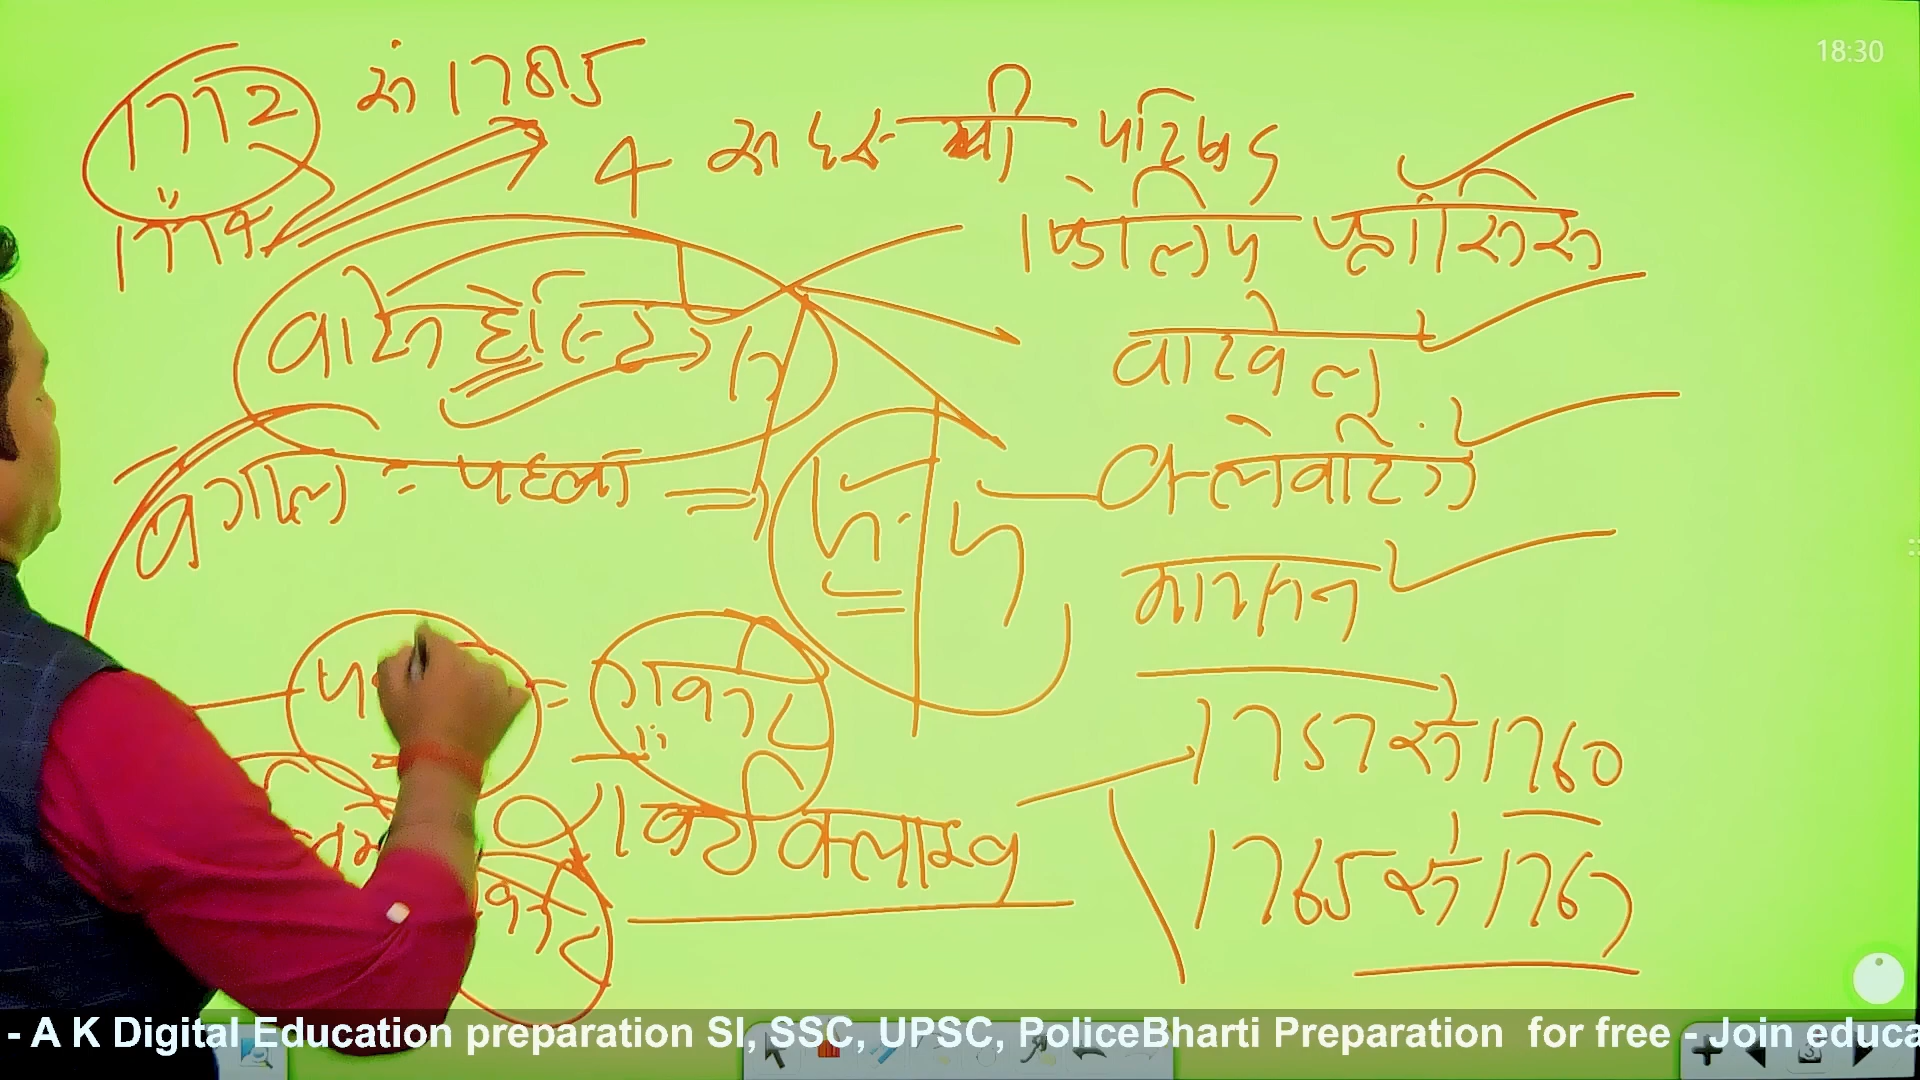 18:30
1772 से 1785
4 सदस्यी परिषद
1774
फिलिप फ्रांसिस
वारेन हेस्टिंग्स
वारवेल
बंगाल = पहला ⇒
क्लेवरिंग
मानसन
गवर्नर
1757 से 1760
रॉबर्ट क्लाइव
1765 से 1767
- A K Digital Education preparation SI, SSC, UPSC, PoliceBharti Preparation for free - Join educa